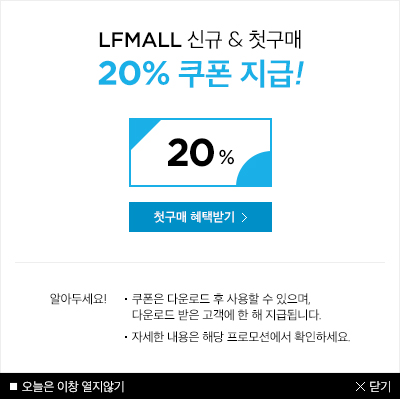 LFMALL 신규 & 첫구매
20% 쿠폰 지급!
20%
첫구매 혜택받기 >
알아두세요!
• 쿠폰은 다운로드 후 사용할 수 있으며,
다운로드 받은 고객에 한 해 지급됩니다.
• 자세한 내용은 해당 프로모션에서 확인하세요.
■ 오늘은 이창 열지않기
× 닫기